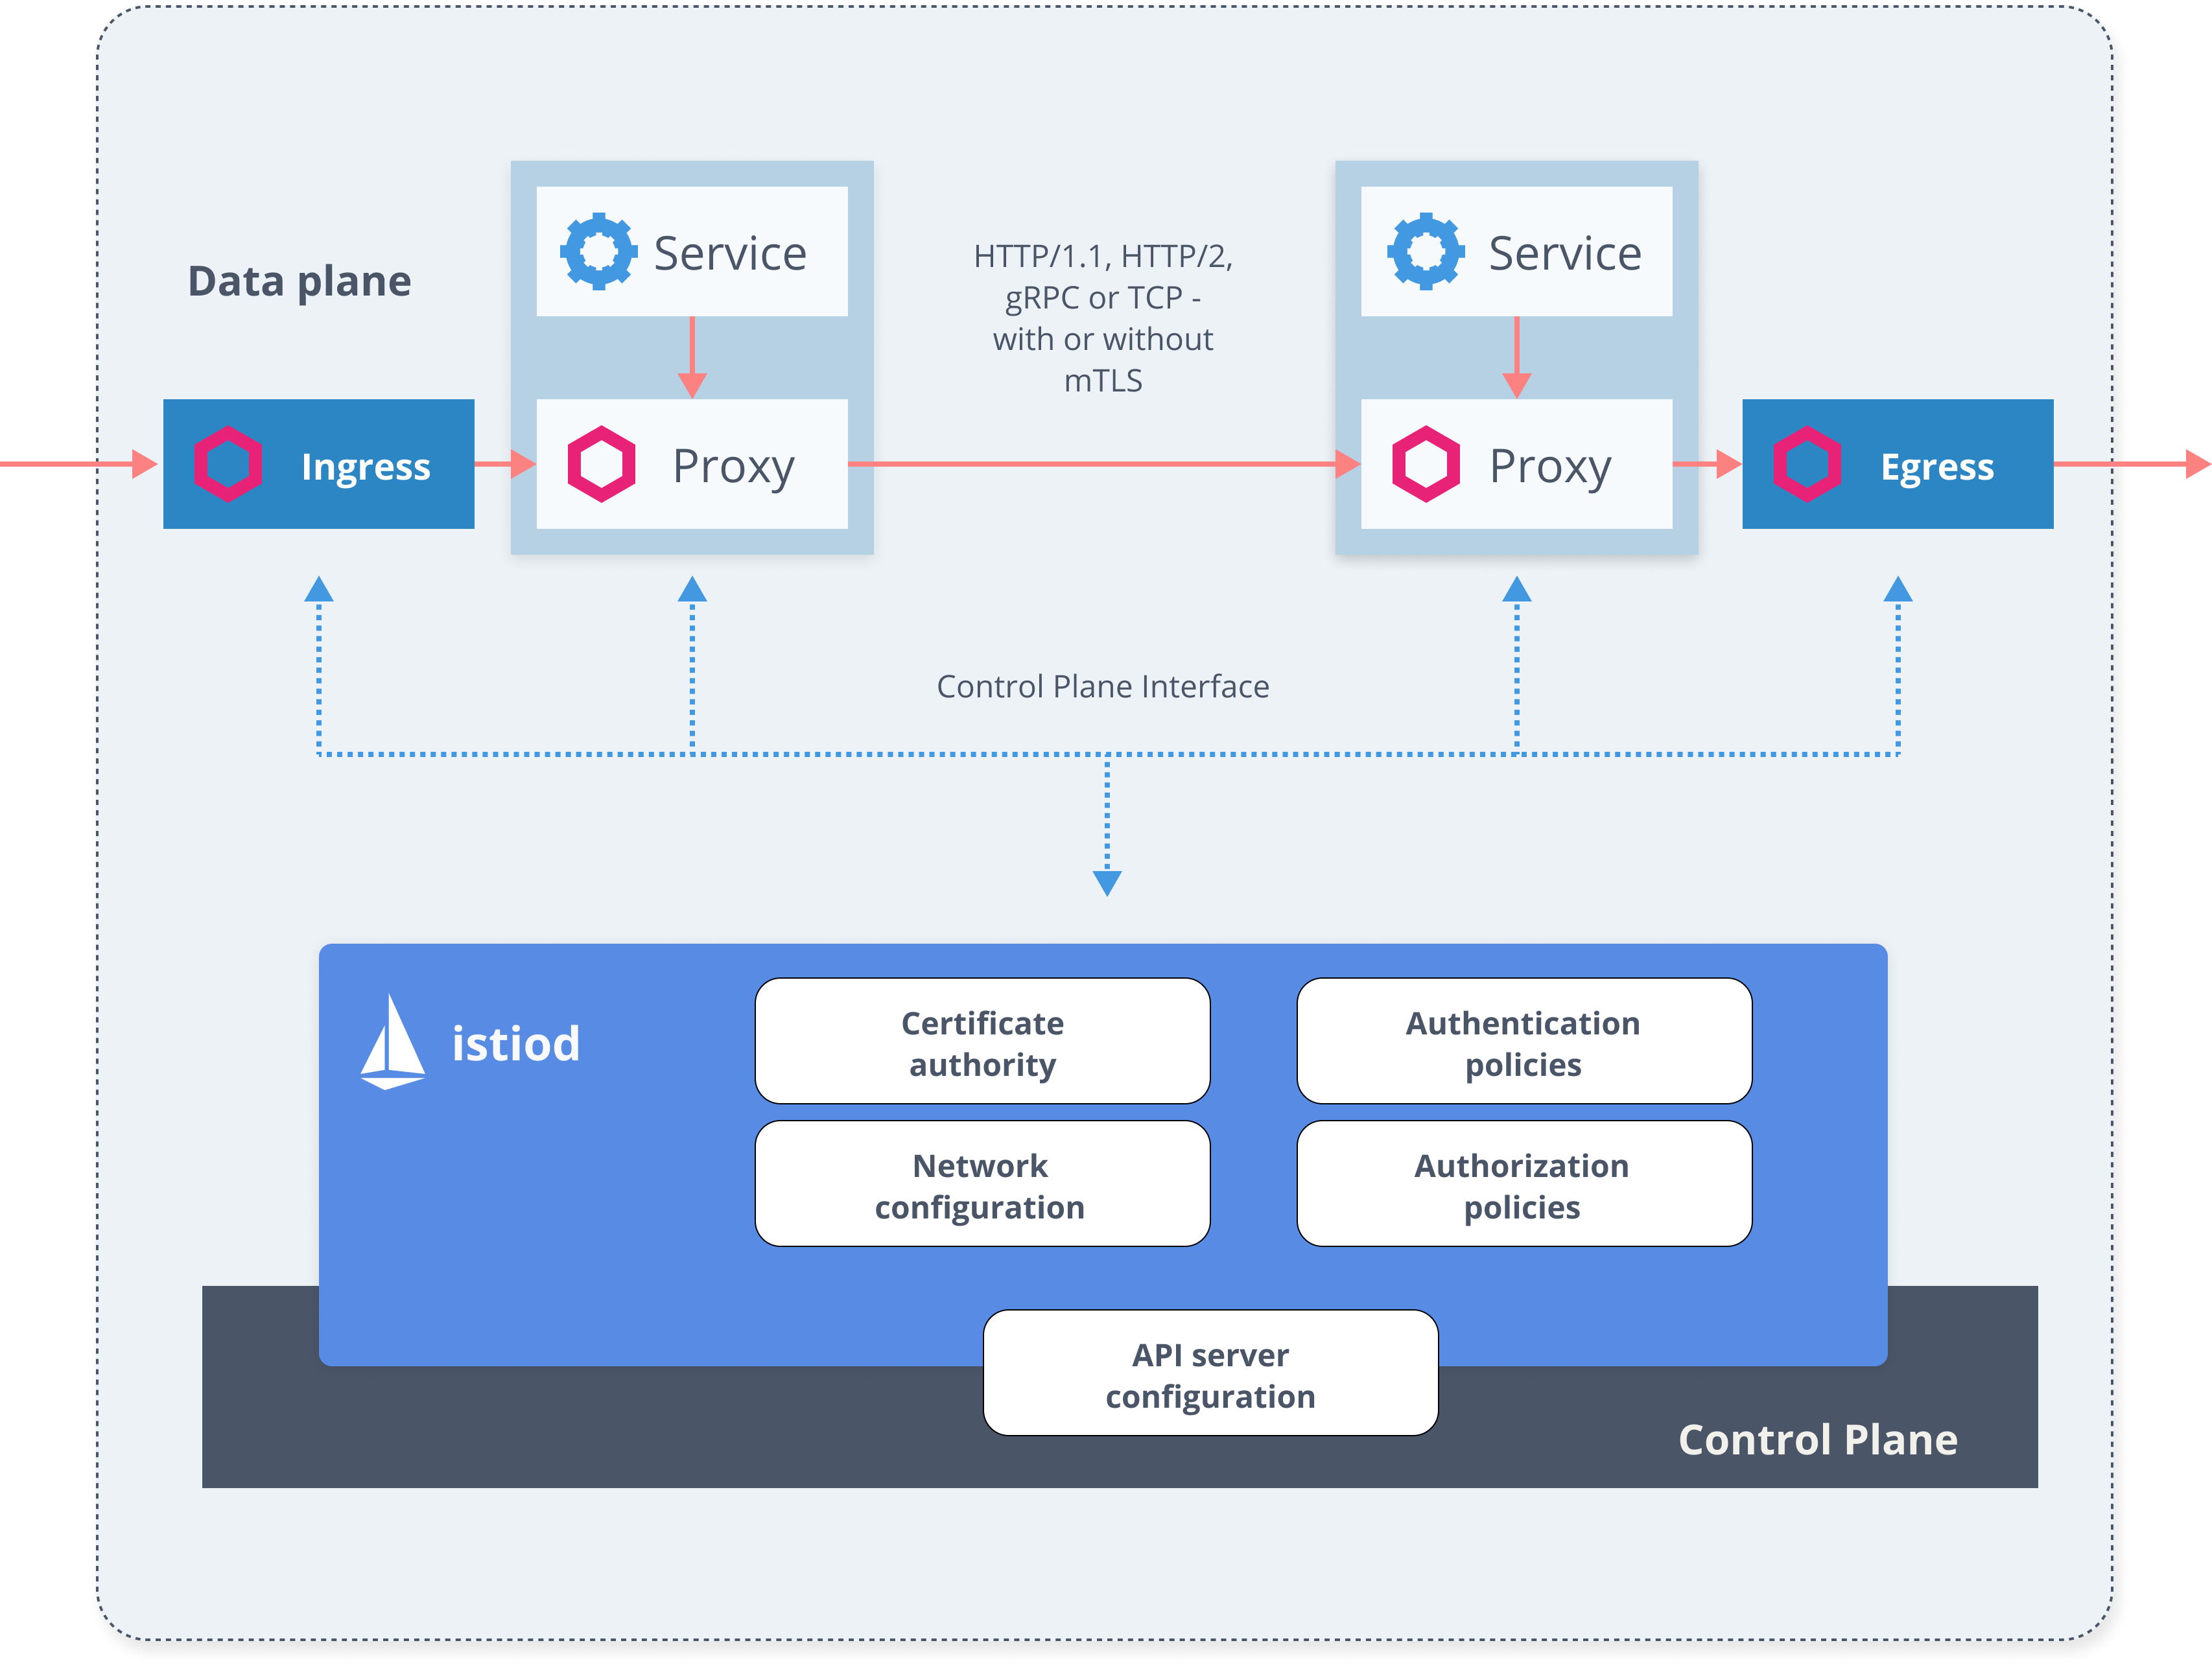 Data plane
Service
HTTP/1.1, HTTP/2,
gRPC or TCP -
with or without
mTLS
Service
Ingress
Proxy
Proxy
Egress
Control Plane Interface
istiod
Certificate
authority
Authentication
policies
Network
configuration
Authorization
policies
API server
configuration
Control Plane